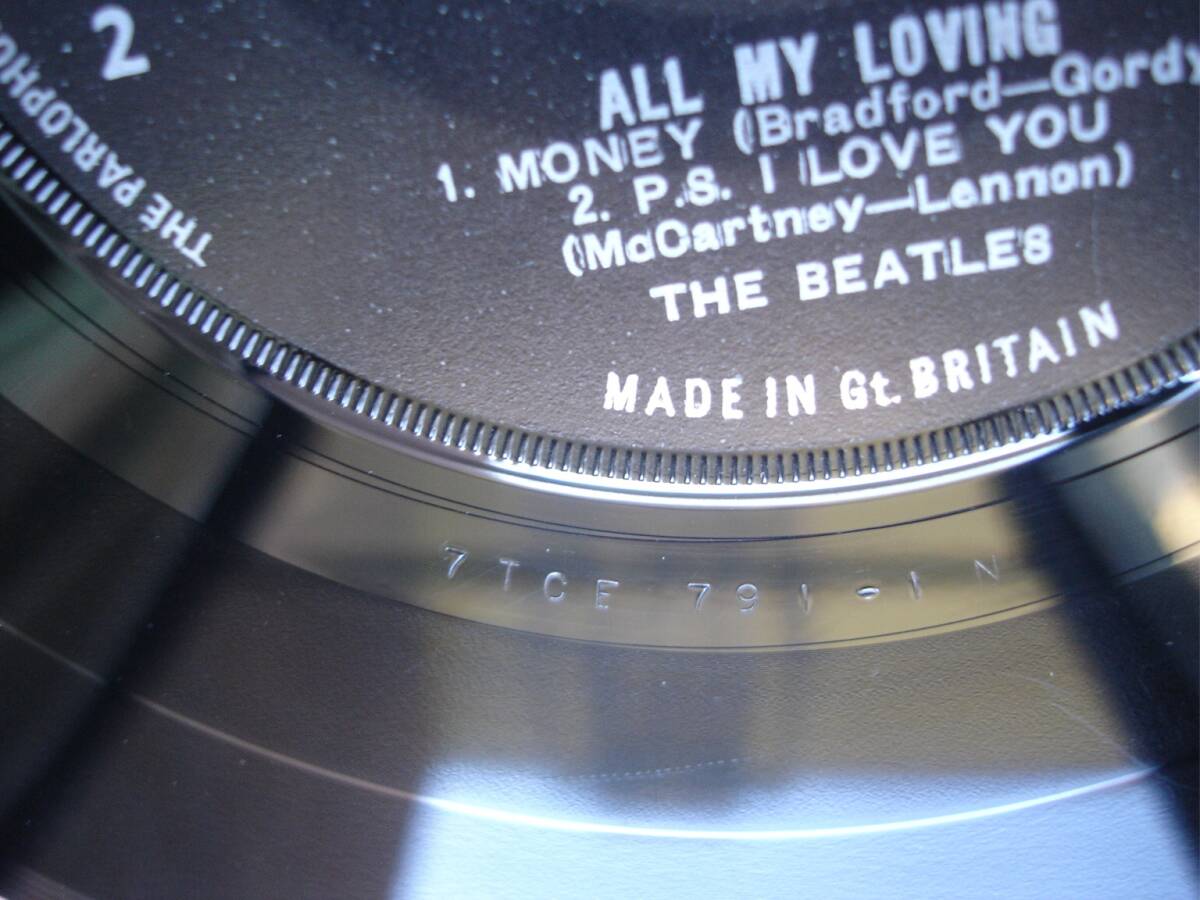 2
THE PARLOPHO
ALL MY LOVING
1. MONEY (Bradford—Gordy
2. P.S. I LOVE YOU
(McCartney—Lennon)
THE BEATLES
MADE IN Gt. BRITAIN
7TCE 791-1 N